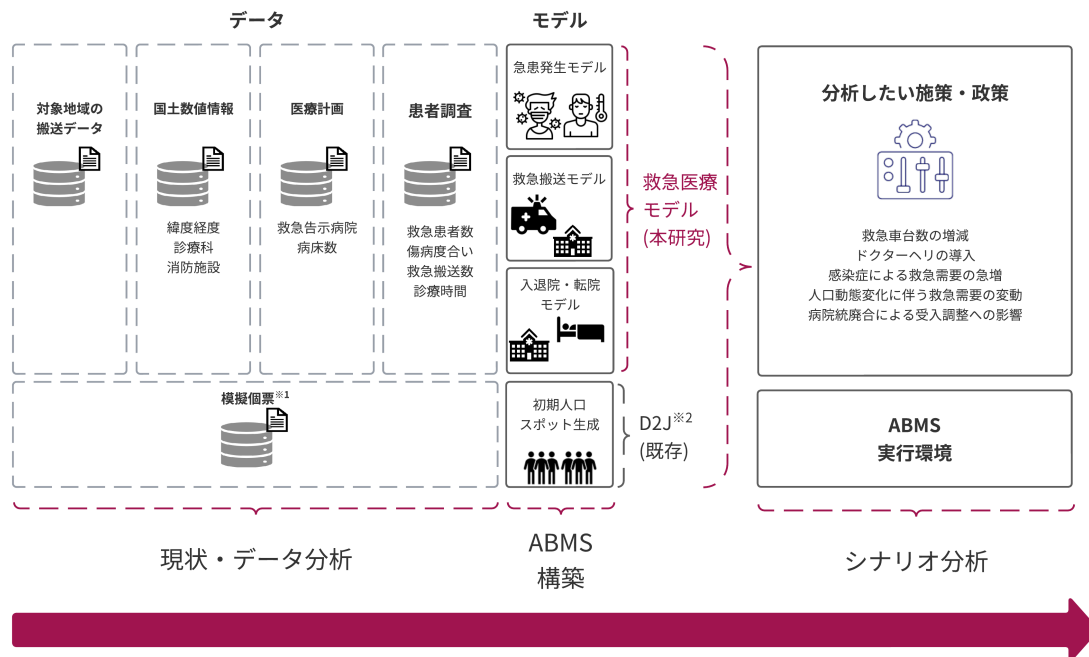 データ
モデル
対象地域の
搬送データ
国土数値情報
緯度経度
診療科
消防施設
医療計画
救急告示病院
病床数
患者調査
救急患者数
傷病度合い
救急搬送数
診療時間
模擬個票※1
急患発生モデル
救急搬送モデル
入退院・転院
モデル
初期人口
スポット生成
救急医療
モデル
(本研究)
D2J※2
(既存)
分析したい施策・政策
救急車台数の増減
ドクターヘリの導入
感染症による救急需要の急増
人口動態変化に伴う救急需要の変動
病院統廃合による受入調整への影響
ABMS
実行環境
現状・データ分析
ABMS
構築
シナリオ分析